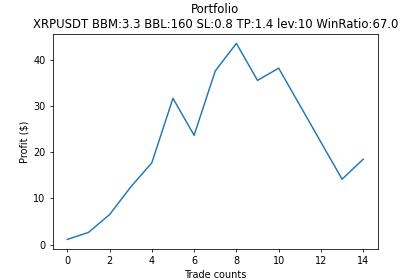 Portfolio
XRPUSDT BBM:3.3 BBL:160 SL:0.8 TP:1.4 lev:10 WinRatio:67.0
40
30
20
10
0
Profit ($)
0 2 4 6 8 10 12 14
Trade counts